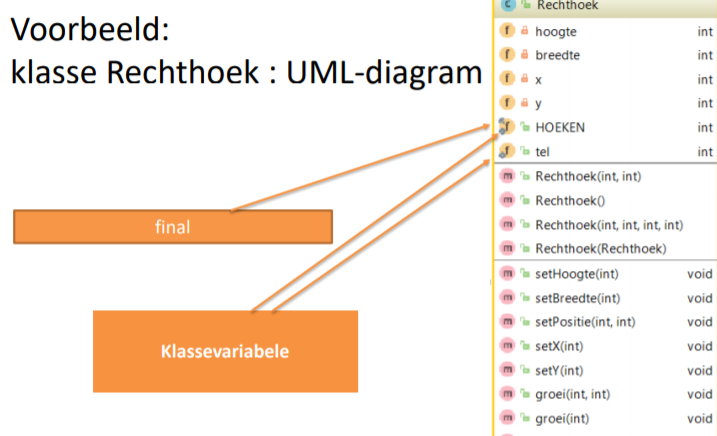 Voorbeeld:
klasse Rechthoek : UML-diagram
final
Klassevariabele
C Rechthoek
f hoogte int
f breedte int
f x int
f y int
f HOEKEN int
f tel int
m Rechthoek(int, int)
m Rechthoek()
m Rechthoek(int, int, int, int)
m Rechthoek(Rechthoek)
m setHoogte(int) void
m setBreedte(int) void
m setPositie(int, int) void
m setX(int) void
m setY(int) void
m groei(int, int) void
m groei(int) void